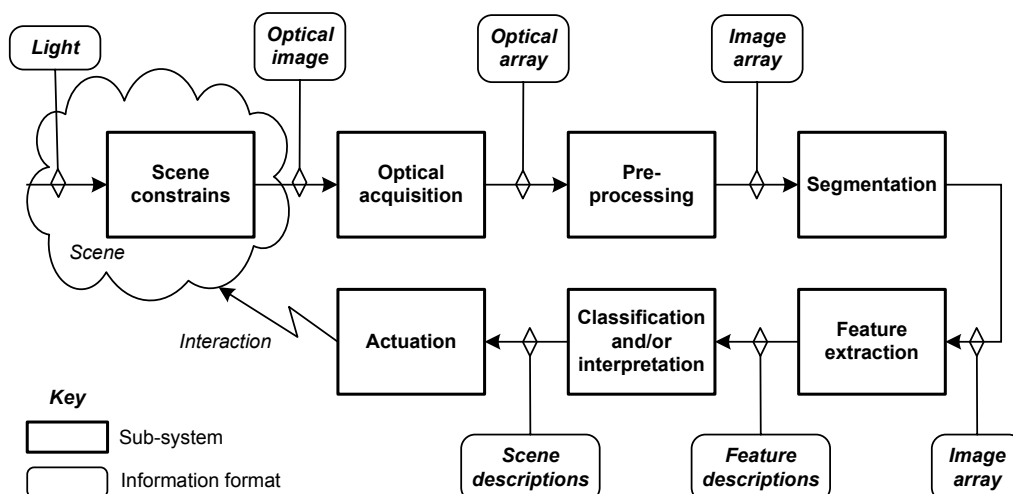 Light
Optical
image
Optical
array
Image
array
Scene
constrains
Optical
acquisition
Pre-
processing
Segmentation
Scene
Interaction
Actuation
Classification
and/or
interpretation
Feature
extraction
Key
Sub-system
Information format
Scene
descriptions
Feature
descriptions
Image
array